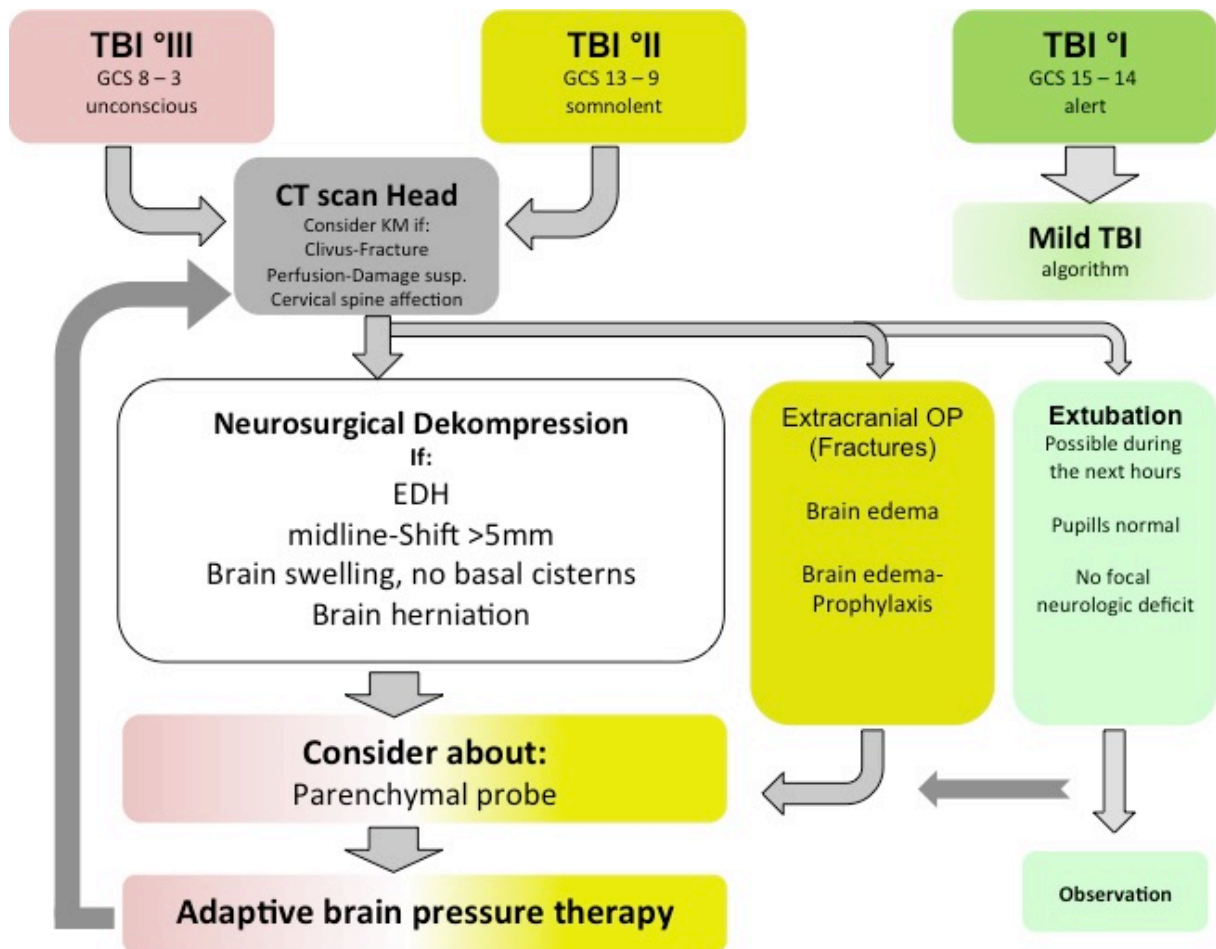 TBI °III
GCS 8 – 3
unconscious
TBI °II
GCS 13 – 9
somnolent
TBI °I
GCS 15 – 14
alert
CT scan Head
Consider KM if:
Clivus-Fracture
Perfusion-Damage susp.
Cervical spine affection
Mild TBI
algorithm
Neurosurgical Dekompression
If:
EDH
midline-Shift >5mm
Brain swelling, no basal cisterns
Brain herniation
Extracranial OP
(Fractures)
Brain edema
Brain edema-
Prophylaxis
Extubation
Possible during
the next hours
Pupills normal
No focal
neurologic deficit
Consider about:
Parenchymal probe
Adaptive brain pressure therapy
Observation